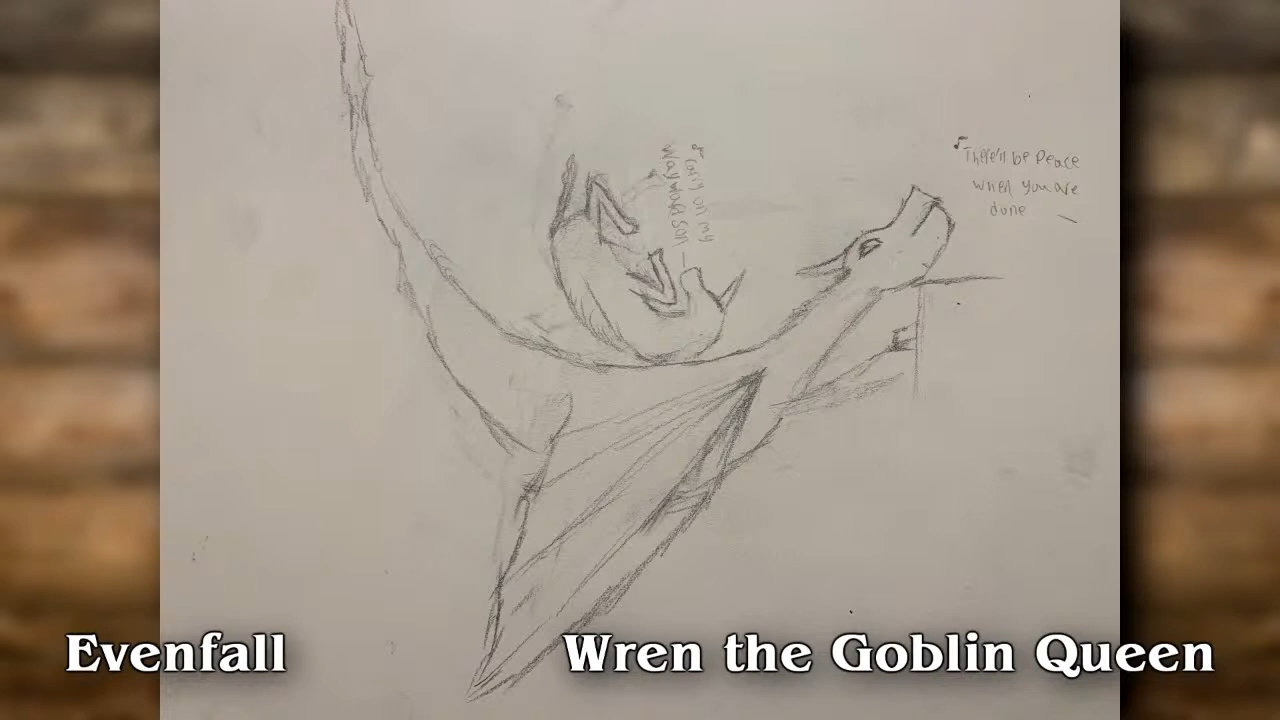 ♪ Carry on my
Wayward son –
♪ There'll be Peace
when you are
done –
Evenfall
Wren the Goblin Queen